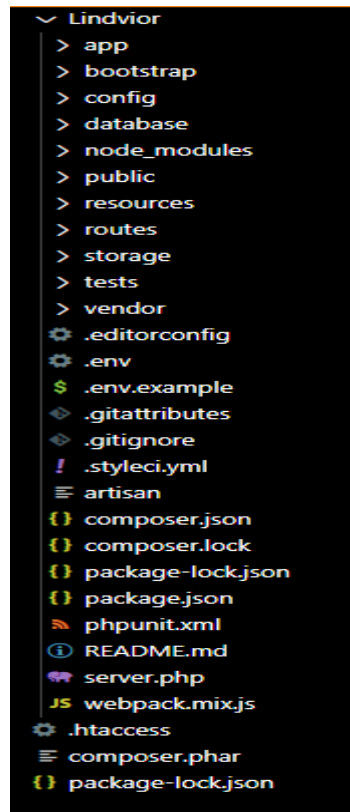 Lindvior
app
bootstrap
config
database
node_modules
public
resources
routes
storage
tests
vendor
.editorconfig
.env
$ .env.example
.gitattributes
.gitignore
! .styleci.yml
artisan
{} composer.json
{} composer.lock
{} package-lock.json
{} package.json
phpunit.xml
README.md
server.php
JS webpack.mix.js
.htaccess
composer.phar
{} package-lock.json